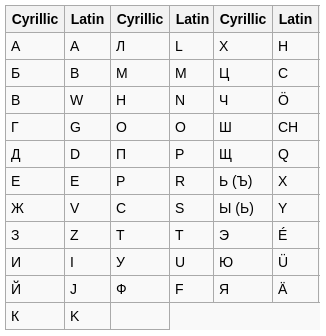 Cyrillic Latin Cyrillic Latin Cyrillic Latin
А A Л L Х H
Б B М M Ц C
В W Н N Ч Ö
Г G О O Ш CH
Д D П P Щ Q
Е E Р R Ь (Ъ) X
Ж V С S Ы (Ь) Y
З Z Т T Э É
И I У U Ю Ü
Й J Ф F Я Ä
К K